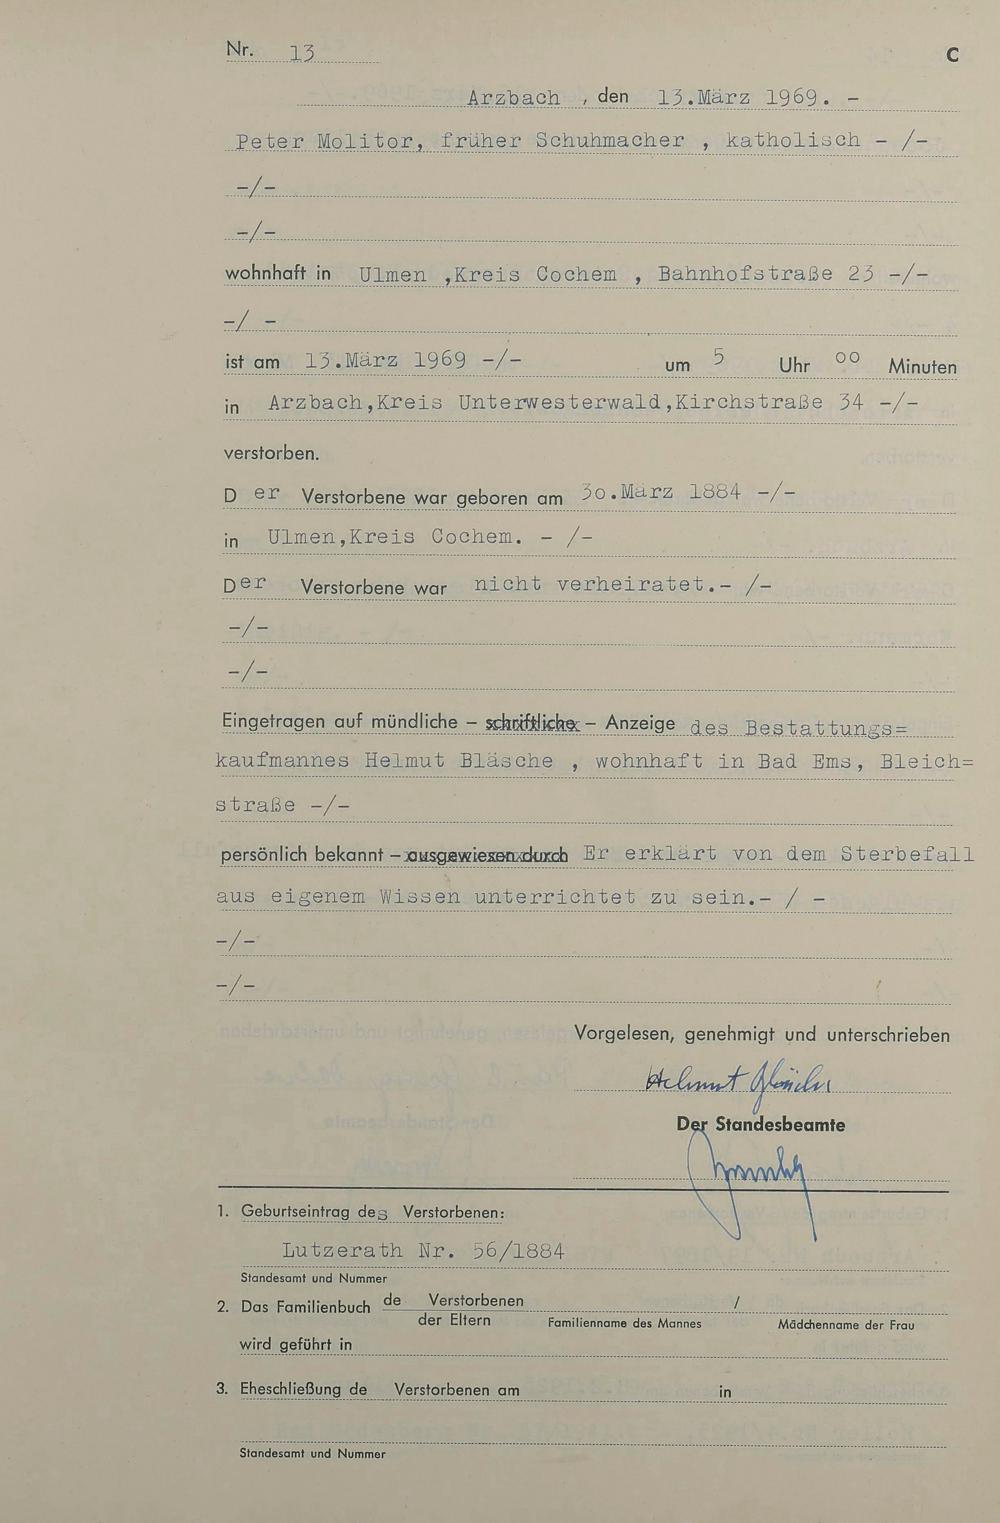 Nr. 13 C
Arzbach , den 13.März 1969. -
Peter Molitor, früher Schuhmacher , katholisch - /-
-/-
-/-
wohnhaft in Ulmen ,Kreis Cochem , Bahnhofstraße 23 -/-
-/ -
ist am 13.März 1969 -/- um 5 Uhr oo Minuten
in Arzbach,Kreis Unterwesterwald,Kirchstraße 34 -/-
verstorben.
D er Verstorbene war geboren am 3o.März 1884 -/-
in Ulmen,Kreis Cochem. - /-
Der Verstorbene war nicht verheiratet.- /-
-/-
-/-
Eingetragen auf mündliche – schriftliche – Anzeige des Bestattungs=
kaufmannes Helmut Bläsche , wohnhaft in Bad Ems, Bleich=
straße -/-
persönlich bekannt – ausgewiesen durch Er erklärt von dem Sterbefall
aus eigenem Wissen unterrichtet zu sein.- / -
-/-
-/-
Vorgelesen, genehmigt und unterschrieben
Helmut Bläsche
Der Standesbeamte
1. Geburtseintrag des Verstorbenen:
Lutzerath Nr. 56/1884
Standesamt und Nummer
2. Das Familienbuch de Verstorbenen /
der Eltern Familienname des Mannes Mädchenname der Frau
wird geführt in
3. Eheschließung de Verstorbenen am in
Standesamt und Nummer